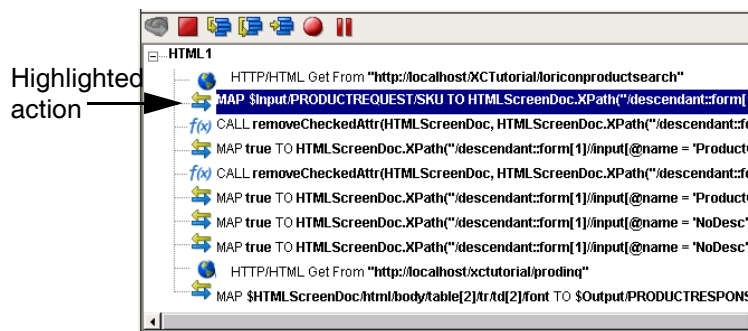 HTML1
HTTP/HTML Get From "http://localhost/XCTutorial/loriconproductsearch"
Highlighted action
MAP $Input/PRODUCTREQUEST/SKU TO HTMLScreenDoc.XPath("/descendant::form[
f(x) CALL removeCheckedAttr(HTMLScreenDoc, HTMLScreenDoc.XPath("/descendant::fo
MAP true TO HTMLScreenDoc.XPath("/descendant::form[1]//input[@name = 'Product
f(x) CALL removeCheckedAttr(HTMLScreenDoc, HTMLScreenDoc.XPath("/descendant::fo
MAP true TO HTMLScreenDoc.XPath("/descendant::form[1]//input[@name = 'Product
MAP true TO HTMLScreenDoc.XPath("/descendant::form[1]//input[@name = 'NoDesc'
MAP true TO HTMLScreenDoc.XPath("/descendant::form[1]//input[@name = 'NoDesc'
HTTP/HTML Get From "http://localhost/xctutorial/prodinq"
MAP $HTMLScreenDoc/html/body/table[2]/tr/td[2]/font TO $Output/PRODUCTRESPONS